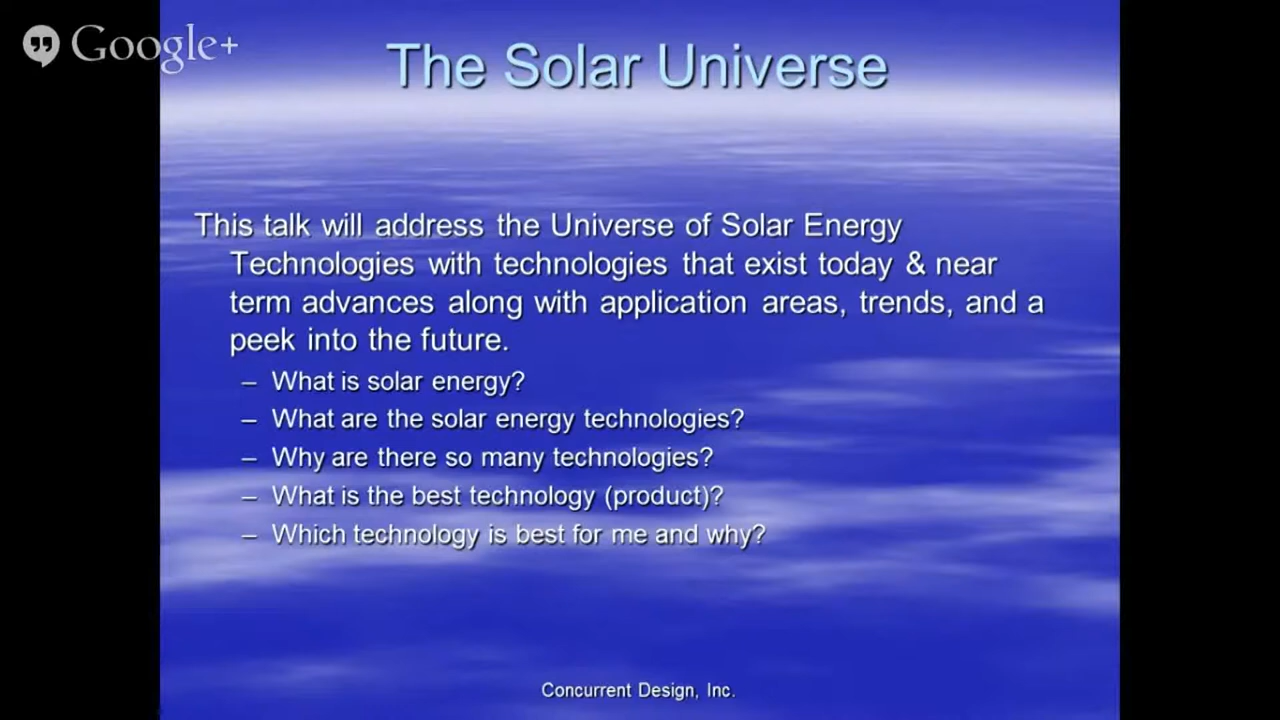 Google+
The Solar Universe
This talk will address the Universe of Solar Energy
Technologies with technologies that exist today & near
term advances along with application areas, trends, and a
peek into the future.
– What is solar energy?
– What are the solar energy technologies?
– Why are there so many technologies?
– What is the best technology (product)?
– Which technology is best for me and why?
Concurrent Design, Inc.